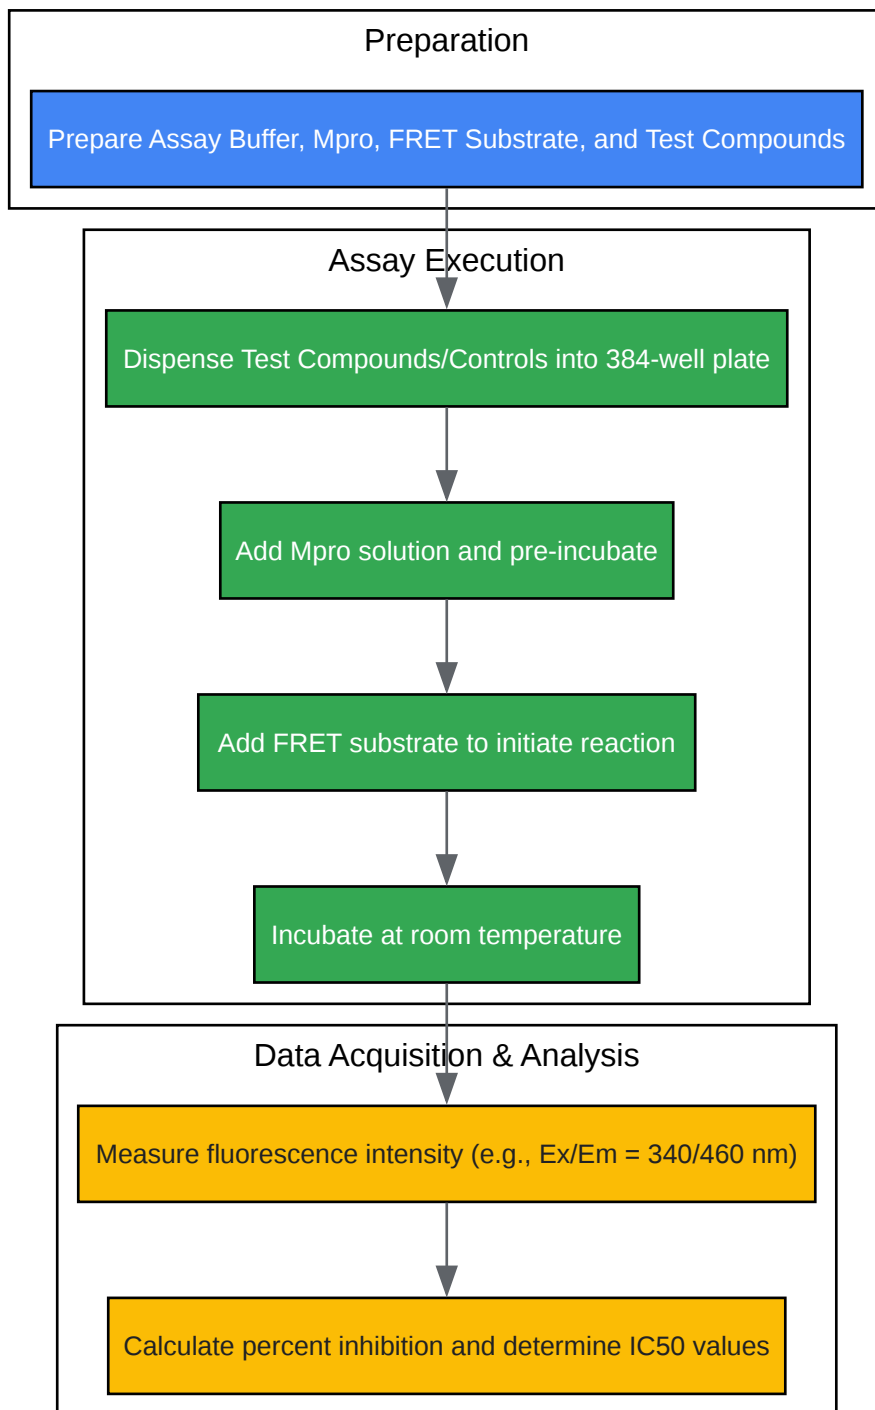 Preparation
Prepare Assay Buffer, Mpro, FRET Substrate, and Test Compounds
Assay Execution
Dispense Test Compounds/Controls into 384-well plate
Add Mpro solution and pre-incubate
Add FRET substrate to initiate reaction
Incubate at room temperature
Data Acquisition & Analysis
Measure fluorescence intensity (e.g., Ex/Em = 340/460 nm)
Calculate percent inhibition and determine IC50 values